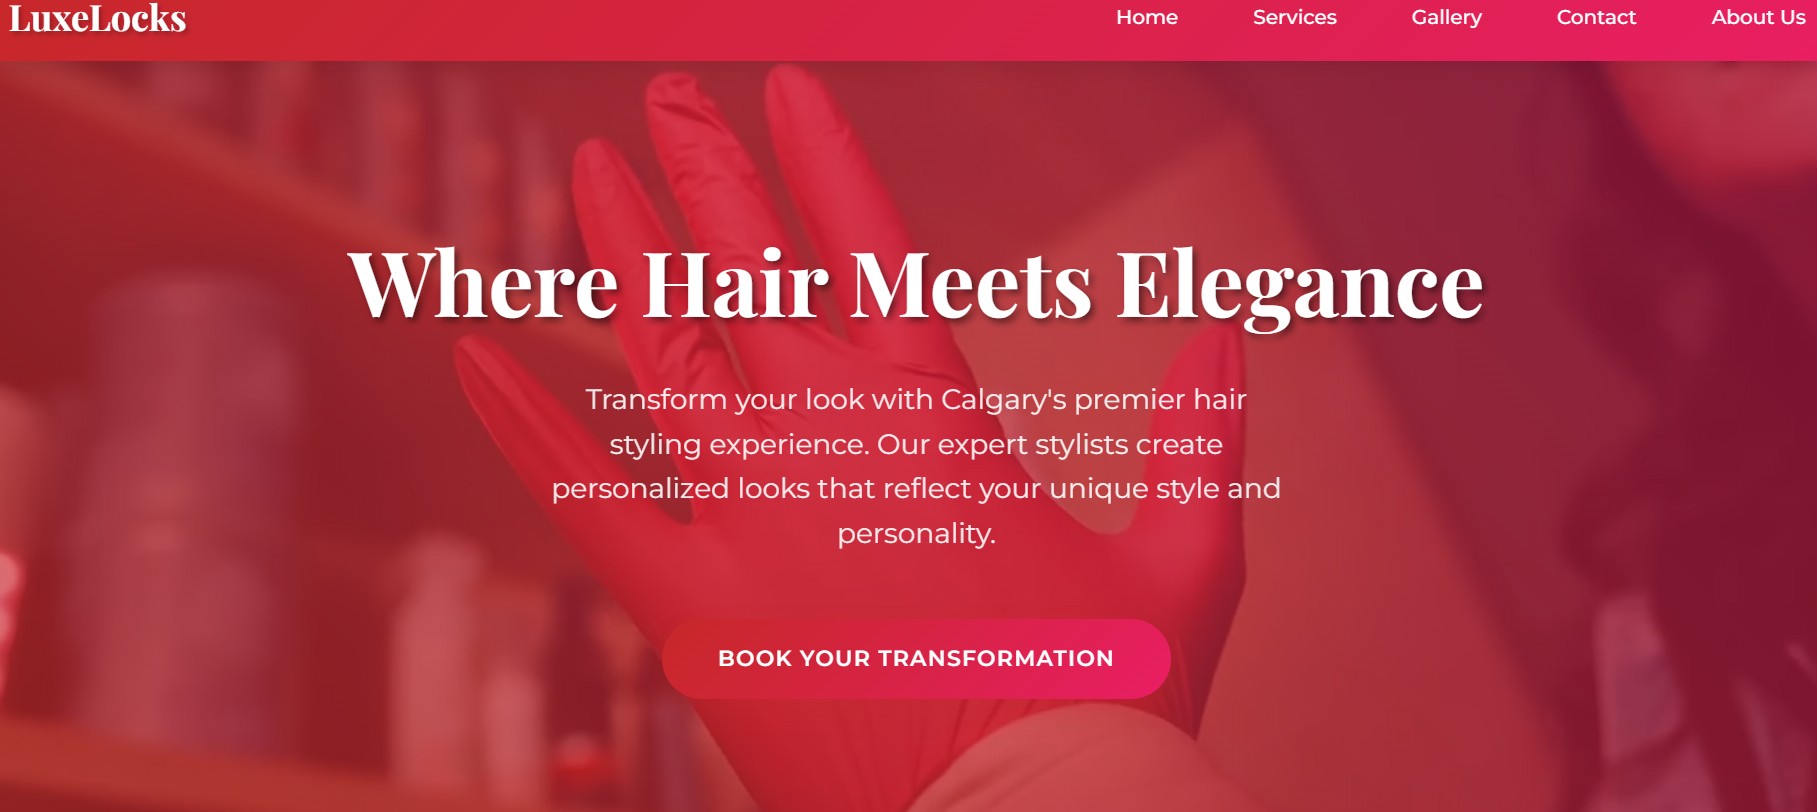 LuxeLocks
Home Services Gallery Contact About Us
Where Hair Meets Elegance
Transform your look with Calgary's premier hair
styling experience. Our expert stylists create
personalized looks that reflect your unique style and
personality.
BOOK YOUR TRANSFORMATION